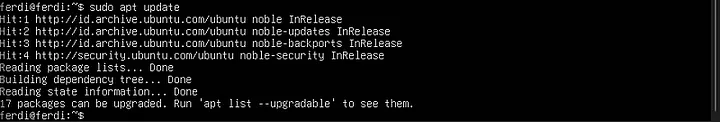 ferdi@ferdi:~$ sudo apt update
Hit:1 http://id.archive.ubuntu.com/ubuntu noble InRelease
Hit:2 http://id.archive.ubuntu.com/ubuntu noble-updates InRelease
Hit:3 http://id.archive.ubuntu.com/ubuntu noble-backports InRelease
Hit:4 http://security.ubuntu.com/ubuntu noble-security InRelease
Reading package lists... Done
Building dependency tree... Done
Reading state information... Done
17 packages can be upgraded. Run 'apt list --upgradable' to see them.
ferdi@ferdi:~$